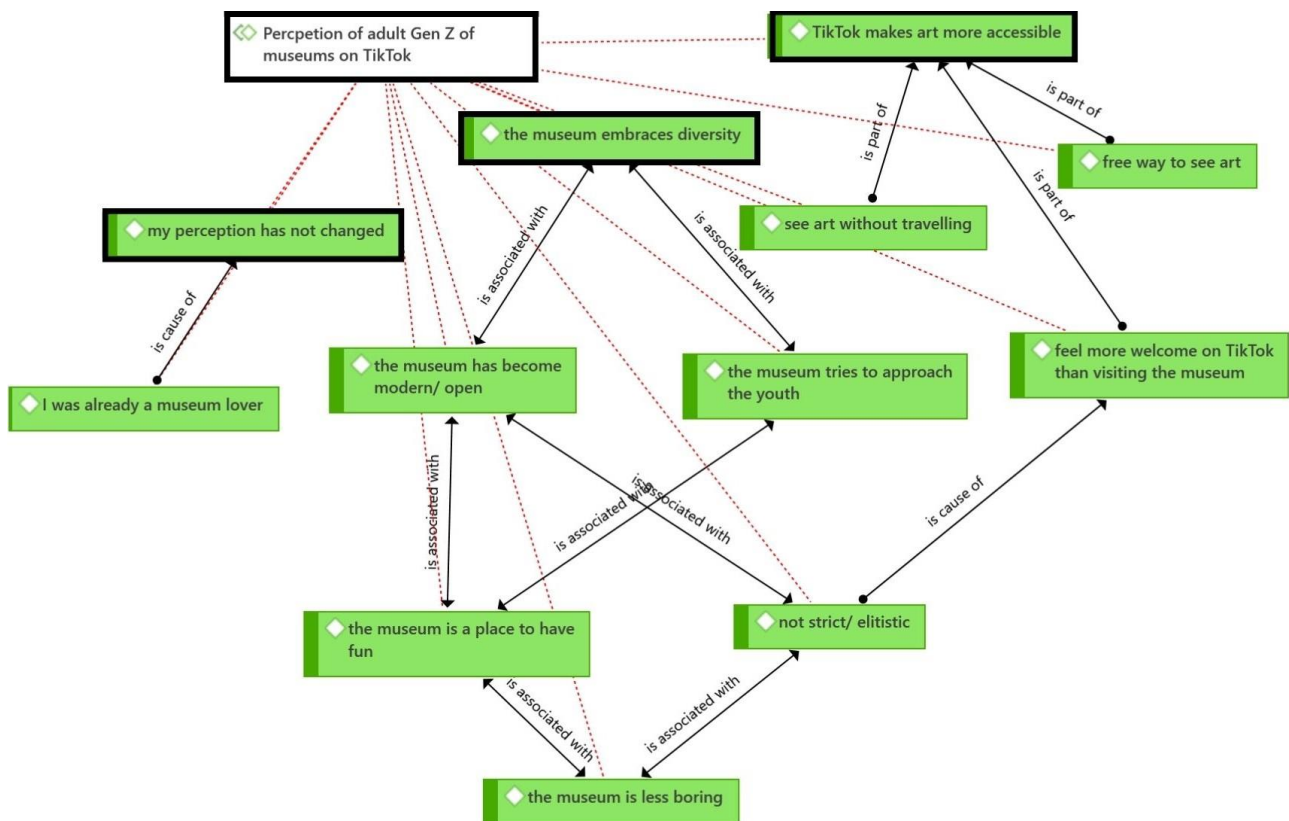 Percpetion of adult Gen Z of
museums on TikTok
TikTok makes art more accessible
is part of
the museum embraces diversity
is part of
free way to see art
is part of
see art without travelling
my perception has not changed
is associated with
is associated with
is cause of
the museum has become
modern/ open
the museum tries to approach
the youth
feel more welcome on TikTok
than visiting the museum
I was already a museum lover
is associated with
is associated with
is associated with
is cause of
the museum is a place to have
fun
not strict/ elitistic
is associated with
is associated with
the museum is less boring